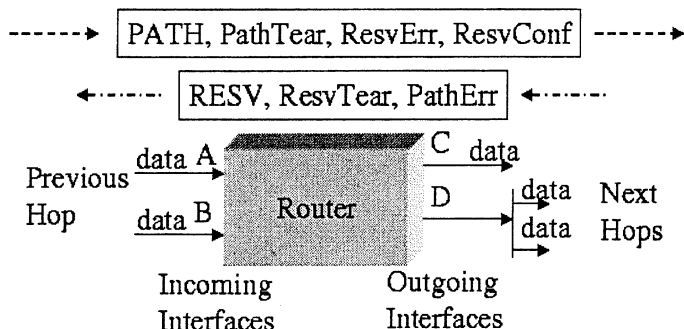 PATH, PathTear, ResvErr, ResvConf
RESV, ResvTear, PathErr
data A
C
data
Previous
Hop
data B
Router
D
data
data
Next
Hops
Incoming
Interfaces
Outgoing
Interfaces